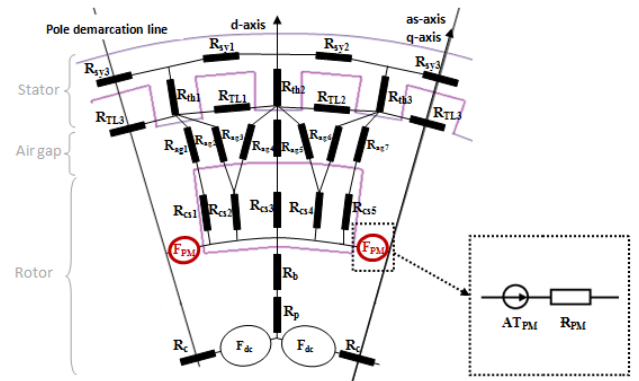 d-axis
as-axis
Pole demarcation line
q-axis
Rsy1
Rsy2
Rsy3
Rsy3
Stator
Rth1
Rth2
Rth3
RTL1
RTL2
RTL3
RTL3
Air gap
Rag1
Rag2
Rag3
Rag4
Rag5
Rag6
Rag7
Rcs1
Rcs2
Rcs3
Rcs4
Rcs5
FPM
FPM
Rotor
Rb
Rp
ATPM
RPM
Rc
Fdc
Fdc
Rc